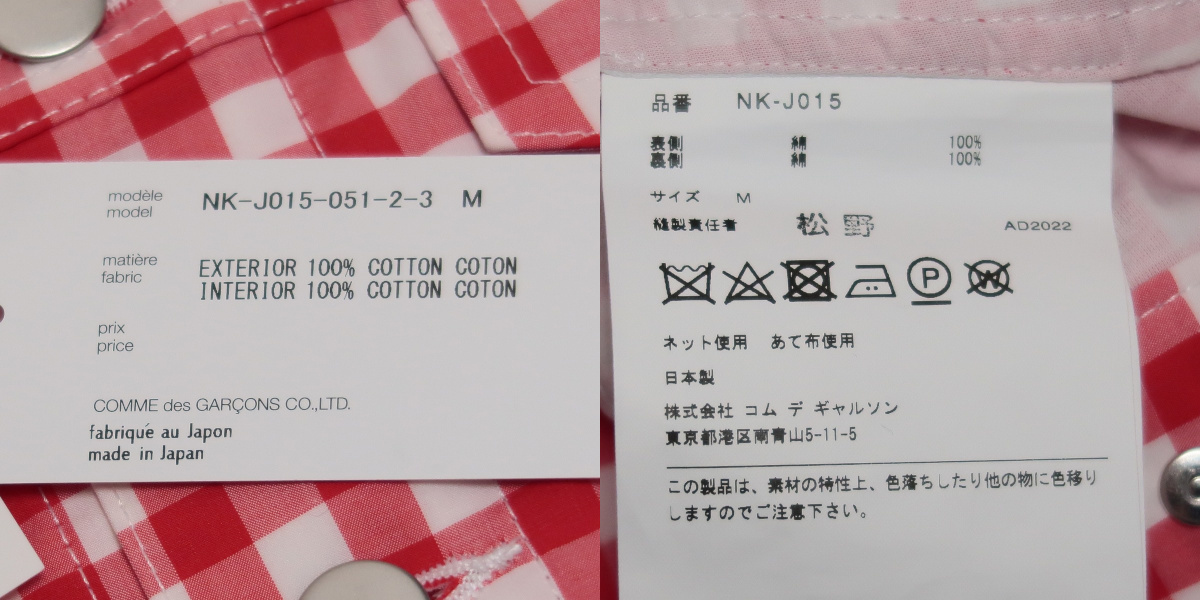 modèle
model
NK-J015-051-2-3 M
matière
fabric
EXTERIOR 100% COTTON COTON
INTERIOR 100% COTTON COTON
prix
price
COMME des GARÇONS CO.,LTD.
fabriqué au Japon
made in Japan
品番 NK-J015
表側 綿 100%
裏側 綿 100%
サイズ M
縫製責任者 松野 AD2022
P
W
ネット使用 あて布使用
日本製
株式会社 コム デ ギャルソン
東京都港区南青山5-11-5
この製品は、素材の特性上、色落ちしたり他の物に色移り
しますのでご注意下さい。